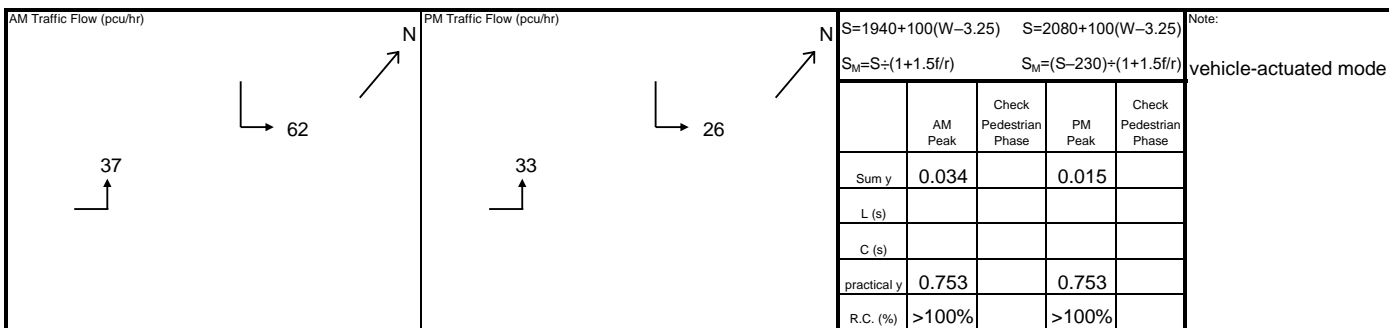 AM Traffic Flow (pcu/hr)
N
62
37
PM Traffic Flow (pcu/hr)
N
26
33
S=1940+100(W–3.25) S=2080+100(W–3.25)
S_M=S÷(1+1.5f/r) S_M=(S–230)÷(1+1.5f/r)
AM Peak Check Pedestrian Phase PM Peak Check Pedestrian Phase
Sum y 0.034 0.015
L (s)
C (s)
practical y 0.753 0.753
R.C. (%) >100% >100%
Note:
vehicle-actuated mode